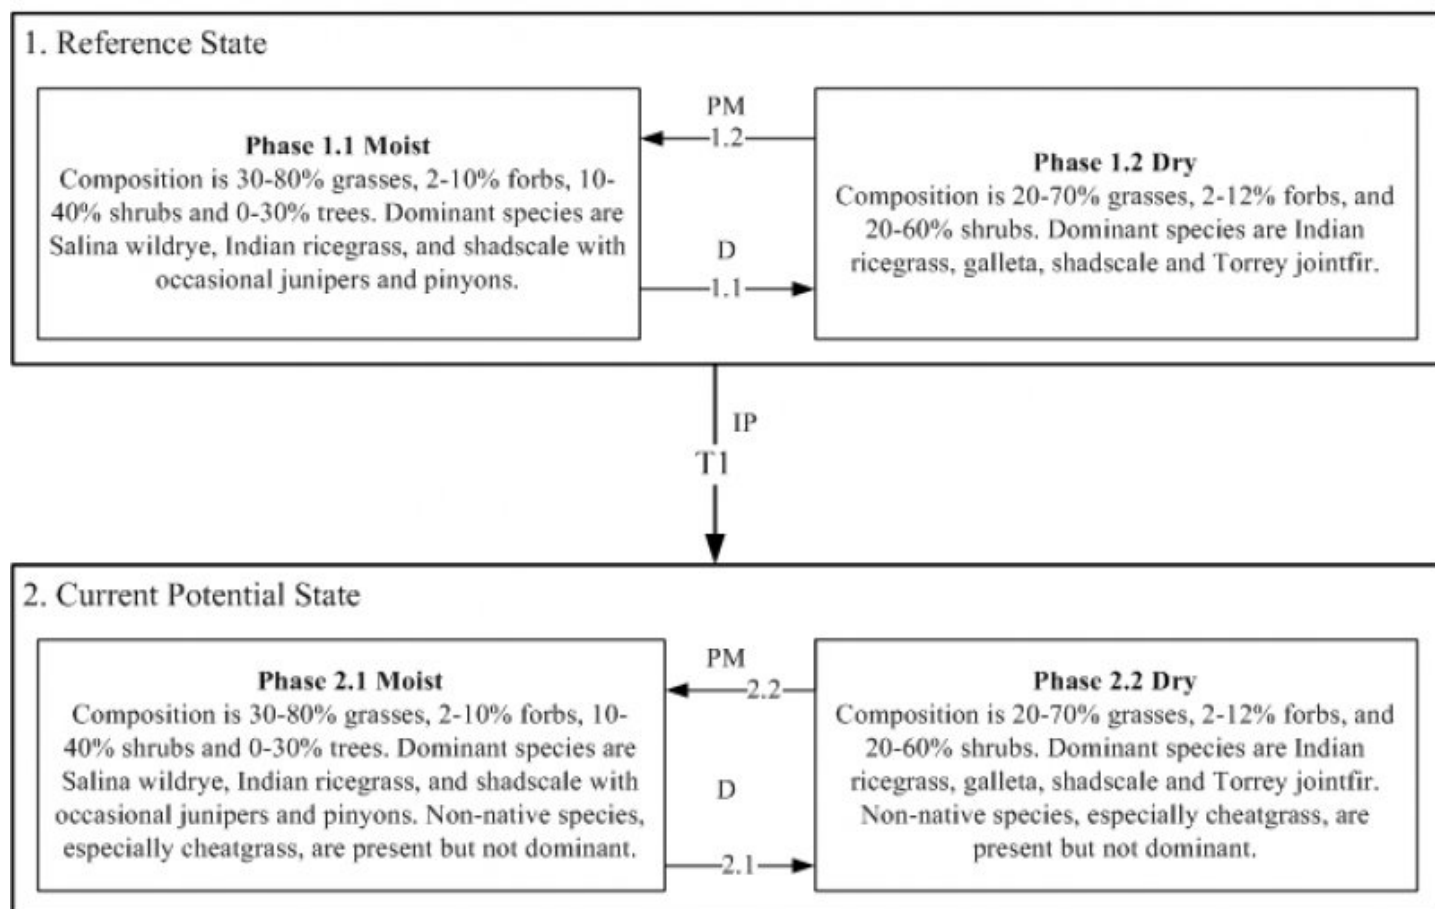 1. Reference State
Phase 1.1 Moist
Composition is 30-80% grasses, 2-10% forbs, 10-
40% shrubs and 0-30% trees. Dominant species are
Salina wildrye, Indian ricegrass, and shadscale with
occasional junipers and pinyons.
PM
1.2
D
1.1
Phase 1.2 Dry
Composition is 20-70% grasses, 2-12% forbs, and
20-60% shrubs. Dominant species are Indian
ricegrass, galleta, shadscale and Torrey jointfir.
IP
T1
2. Current Potential State
Phase 2.1 Moist
Composition is 30-80% grasses, 2-10% forbs, 10-
40% shrubs and 0-30% trees. Dominant species are
Salina wildrye, Indian ricegrass, and shadscale with
occasional junipers and pinyons. Non-native species,
especially cheatgrass, are present but not dominant.
PM
2.2
D
2.1
Phase 2.2 Dry
Composition is 20-70% grasses, 2-12% forbs, and
20-60% shrubs. Dominant species are Indian
ricegrass, galleta, shadscale and Torrey jointfir.
Non-native species, especially cheatgrass, are
present but not dominant.